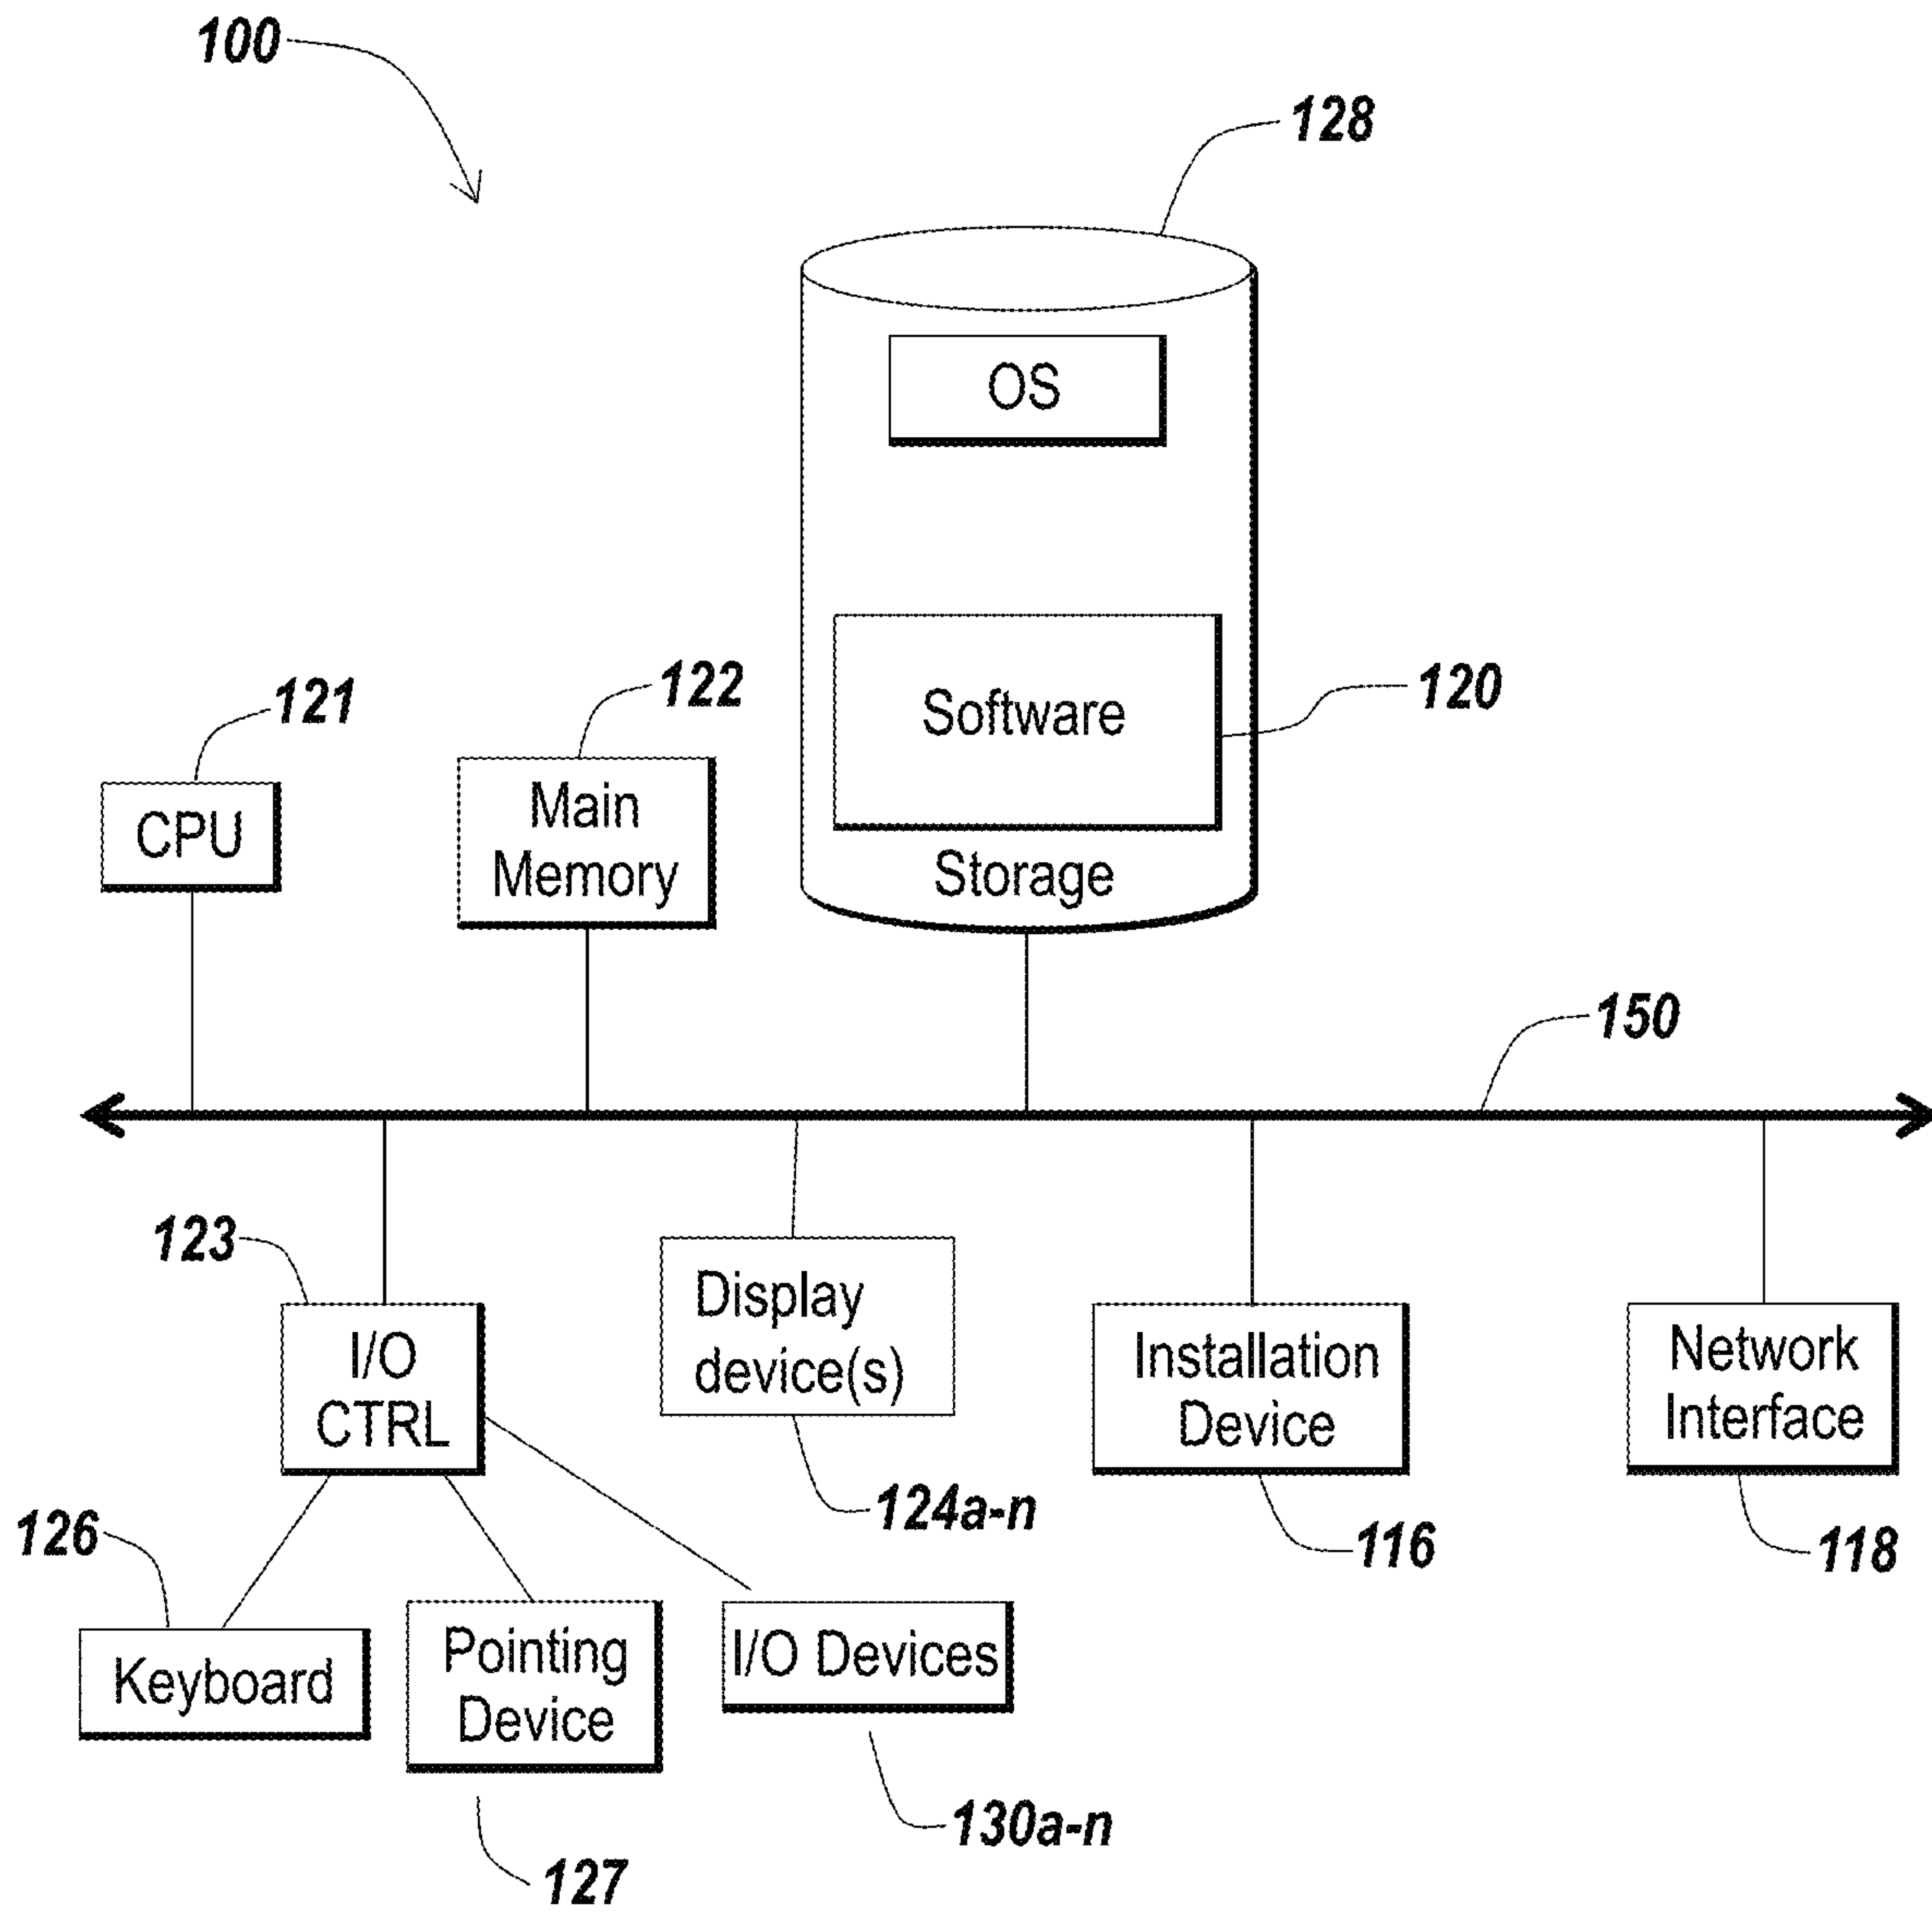 100
128
OS
Software
120
Storage
121
CPU
122
Main
Memory
150
123
I/O
CTRL
Display
device(s)
124a-n
Installation
Device
116
Network
Interface
118
126
Keyboard
Pointing
Device
127
I/O Devices
130a-n